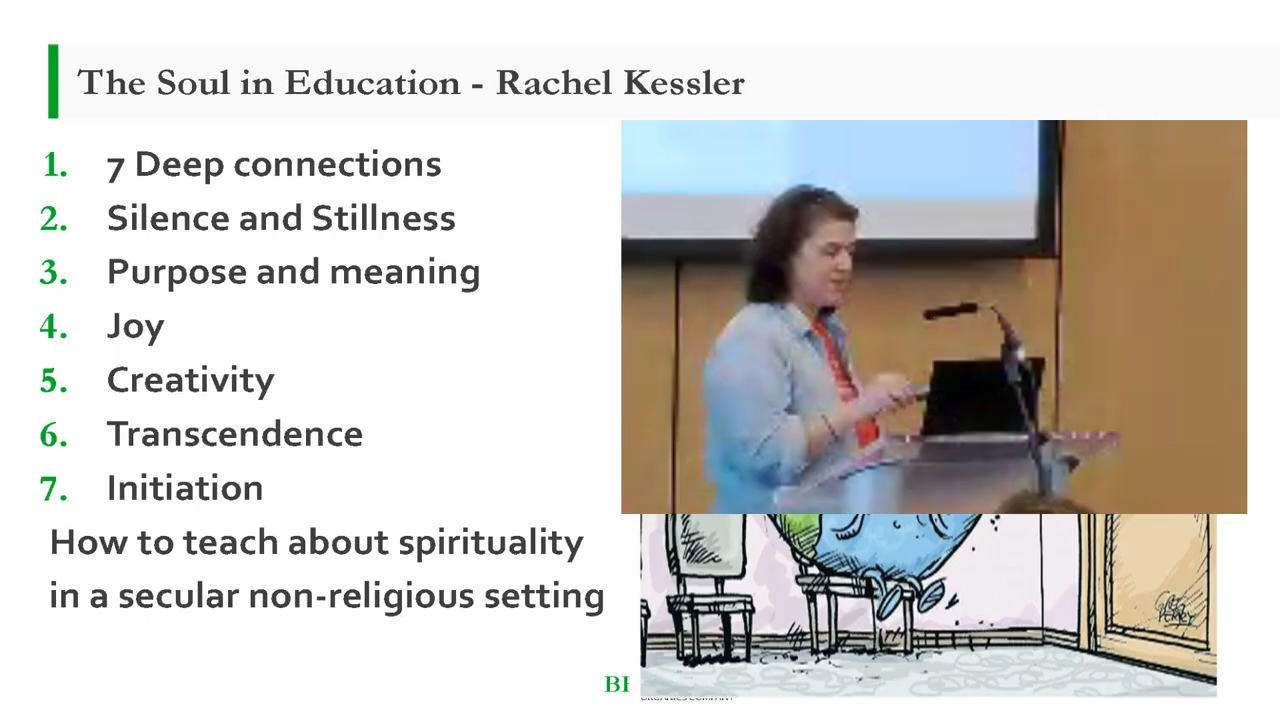 The Soul in Education - Rachel Kessler
1. 7 Deep connections
2. Silence and Stillness
3. Purpose and meaning
4. Joy
5. Creativity
6. Transcendence
7. Initiation
How to teach about spirituality
in a secular non-religious setting